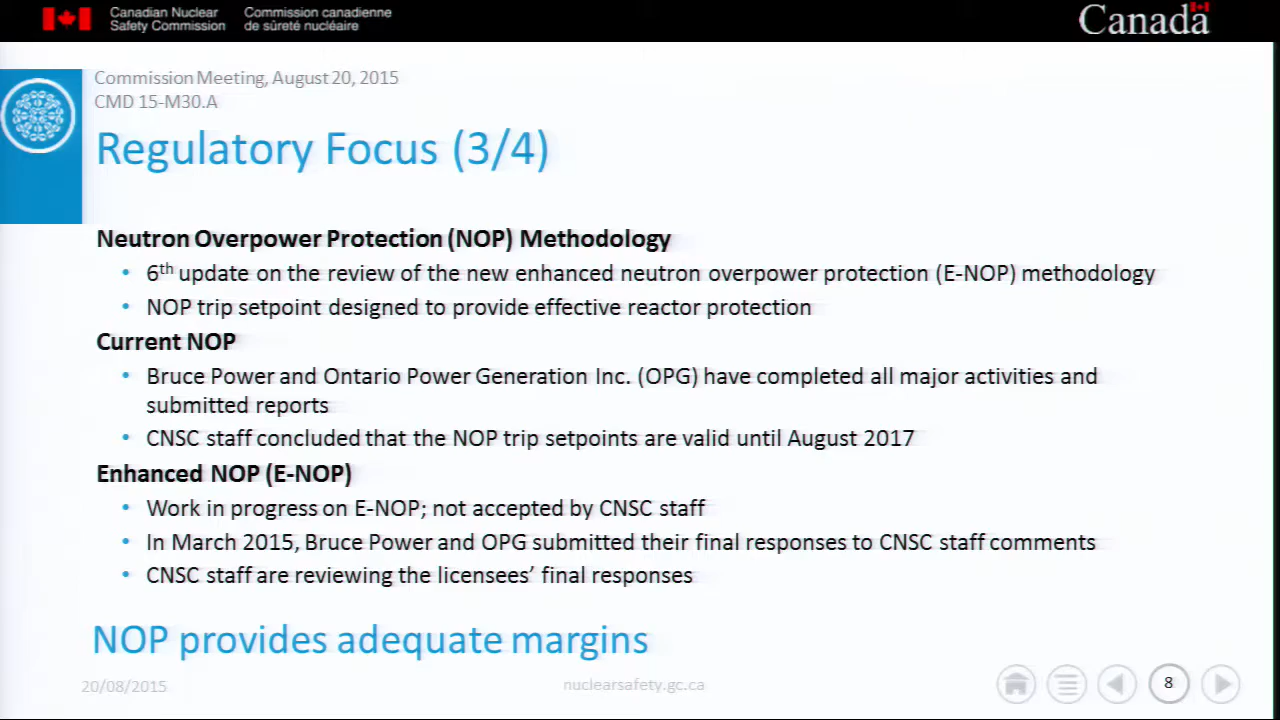 Canadian Nuclear Safety Commission
Commission canadienne de sûreté nucléaire
Canada
Commission Meeting, August 20, 2015
CMD 15-M30.A
Regulatory Focus (3/4)
Neutron Overpower Protection (NOP) Methodology
• 6th update on the review of the new enhanced neutron overpower protection (E-NOP) methodology
• NOP trip setpoint designed to provide effective reactor protection
Current NOP
• Bruce Power and Ontario Power Generation Inc. (OPG) have completed all major activities and
submitted reports
• CNSC staff concluded that the NOP trip setpoints are valid until August 2017
Enhanced NOP (E-NOP)
• Work in progress on E-NOP; not accepted by CNSC staff
• In March 2015, Bruce Power and OPG submitted their final responses to CNSC staff comments
• CNSC staff are reviewing the licensees’ final responses
NOP provides adequate margins
20/08/2015
nuclearsafety.gc.ca
8